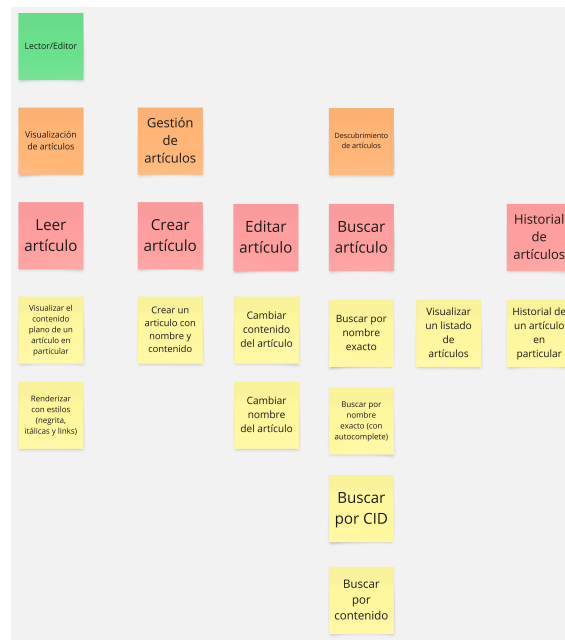 Lector/Editor
Visualización
de artículos
Gestión
de
artículos
Descubrimiento
de artículos
Leer
artículo
Crear
artículo
Editar
artículo
Buscar
artículo
Historial
de
artículos
Visualizar el
contenido
plano de un
artículo en
particular
Crear un
articulo con
nombre y
contenido
Cambiar
contenido
del artículo
Buscar por
nombre
exacto
Visualizar
un listado
de
artículos
Historial de
un artículo
en
particular
Renderizar
con estilos
(negrita,
itálicas y links)
Cambiar
nombre
del artículo
Buscar por
nombre
exacto (con
autocomplete)
Buscar
por CID
Buscar
por
contenido